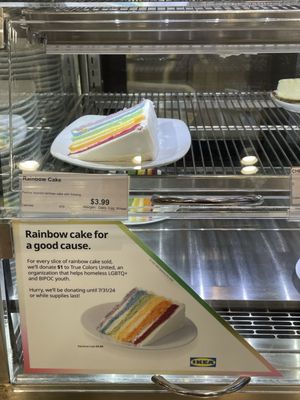 Rainbow Cake
$3.99
Rainbow cake for
a good cause.
For every slice of rainbow cake sold,
we'll donate $1 to True Colors United, an
organization that helps homeless LGBTQ+
and BIPOC youth.
Hurry, we'll be donating until 7/31/24
or while supplies last!
IKEA